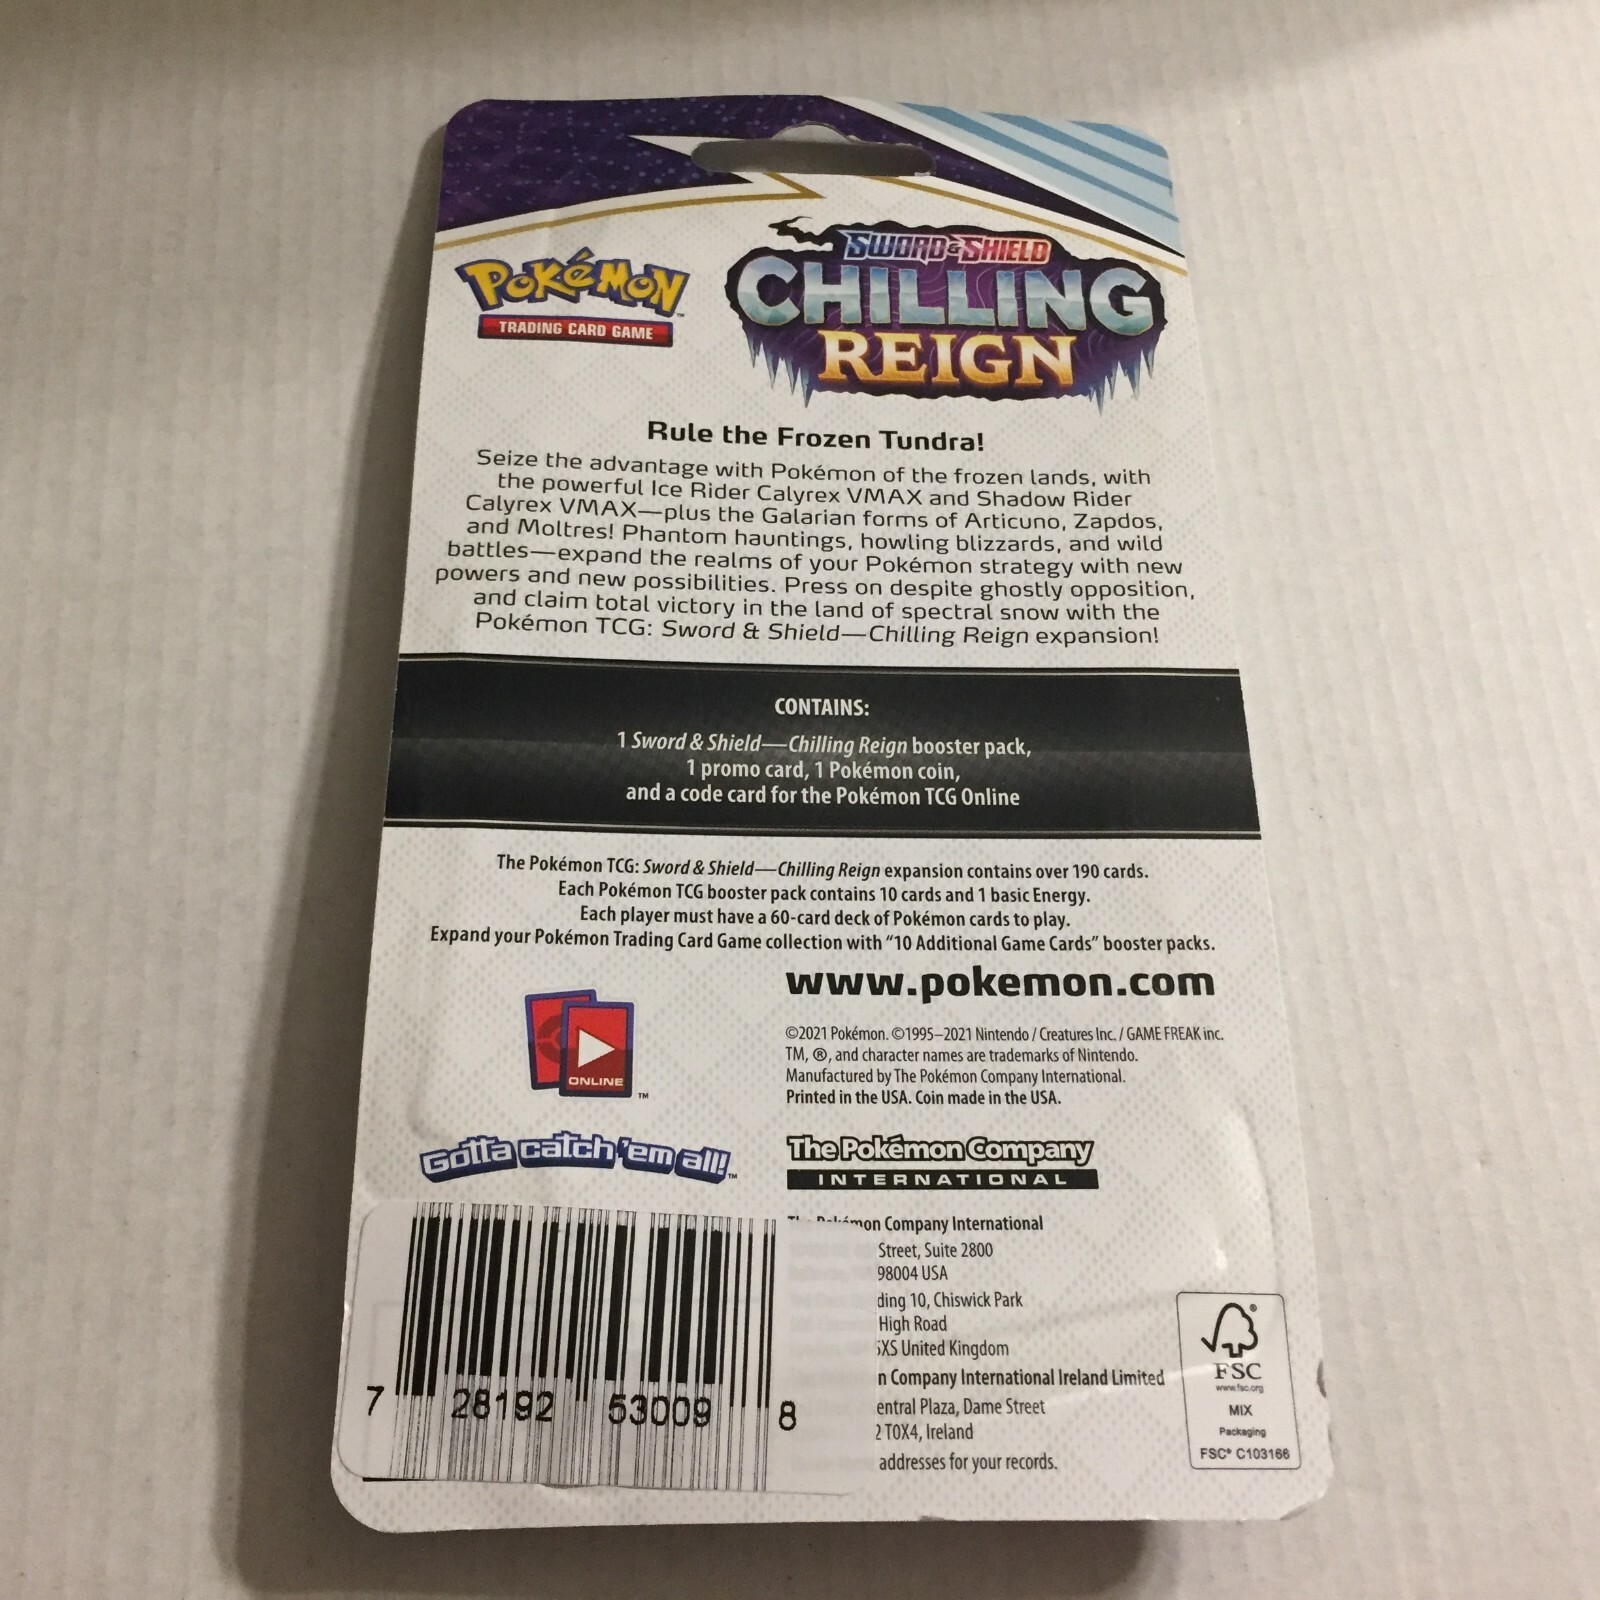 Pokémon
TRADING CARD GAME
SWORD & SHIELD
CHILLING
REIGN
Rule the Frozen Tundra!
Seize the advantage with Pokémon of the frozen lands, with
the powerful Ice Rider Calyrex VMAX and Shadow Rider
Calyrex VMAX—plus the Galarian forms of Articuno, Zapdos,
and Moltres! Phantom hauntings, howling blizzards, and wild
battles—expand the realms of your Pokémon strategy with new
powers and new possibilities. Press on despite ghostly opposition,
and claim total victory in the land of spectral snow with the
Pokémon TCG: Sword & Shield—Chilling Reign expansion!
CONTAINS:
1 Sword & Shield—Chilling Reign booster pack,
1 promo card, 1 Pokémon coin,
and a code card for the Pokémon TCG Online
The Pokémon TCG: Sword & Shield—Chilling Reign expansion contains over 190 cards.
Each Pokémon TCG booster pack contains 10 cards and 1 basic Energy.
Each player must have a 60-card deck of Pokémon cards to play.
Expand your Pokémon Trading Card Game collection with “10 Additional Game Cards” booster packs.
www.pokemon.com
©2021 Pokémon. ©1995–2021 Nintendo / Creatures Inc. / GAME FREAK inc.
TM, ®, and character names are trademarks of Nintendo.
Manufactured by The Pokémon Company International.
Printed in the USA. Coin made in the USA.
ONLINE
TM
Gotta catch 'em all!™
The Pokémon Company
INTERNATIONAL
Company International
Street, Suite 2800
98004 USA
10, Chiswick Park
High Road
United Kingdom
Company International Ireland Limited
Plaza, Dame Street
TOX4, Ireland
addresses for your records.
7 28192 53009 8
FSC
www.fsc.org
MIX
Packaging
FSC® C103166